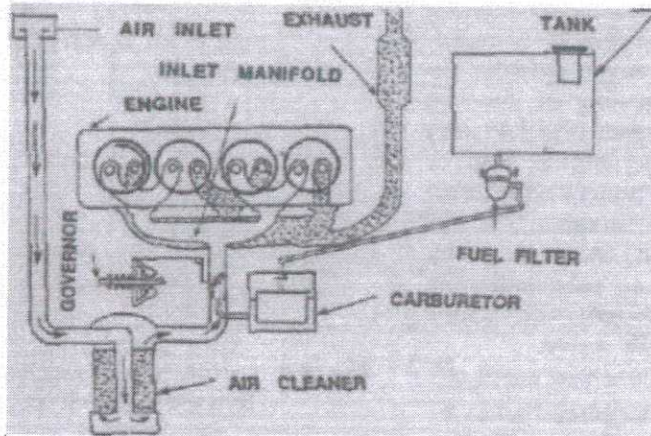 AIR INLET
EXHAUST
TANK
INLET MANIFOLD
ENGINE
GOVERNOR
FUEL FILTER
CARBURETOR
AIR CLEANER